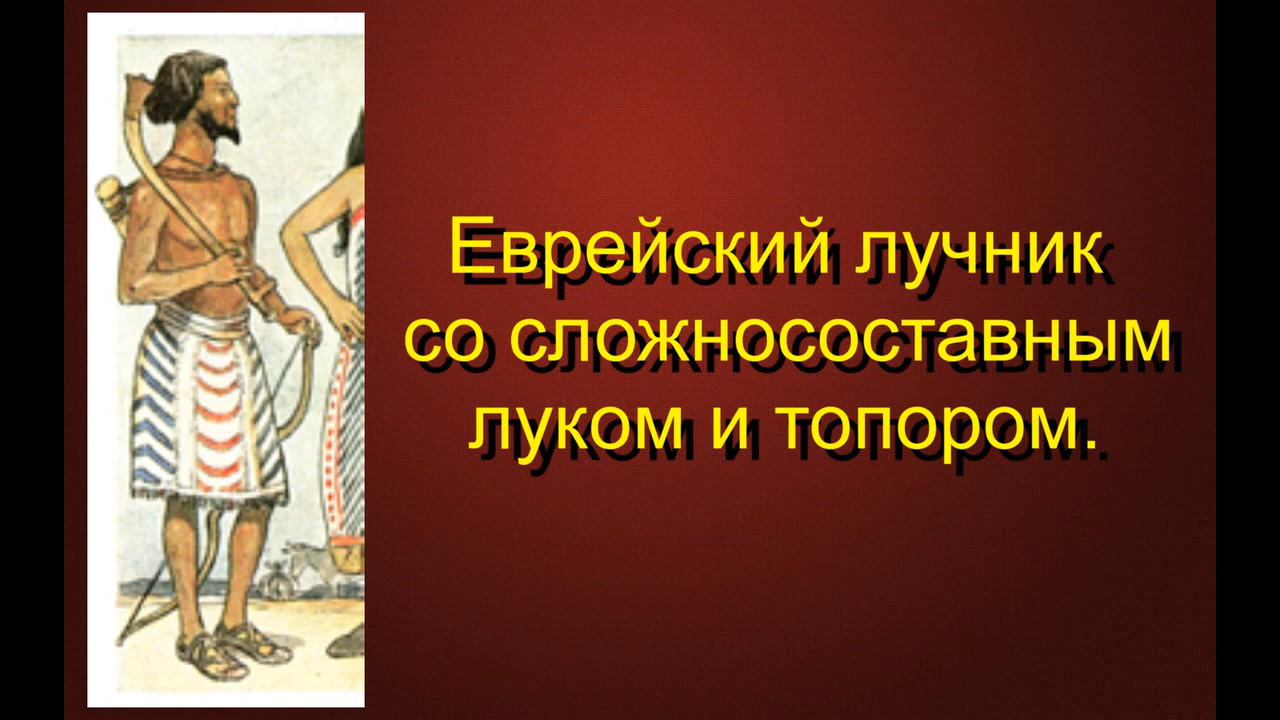 Еврейский лучник
со сложносоставным
луком и топором.